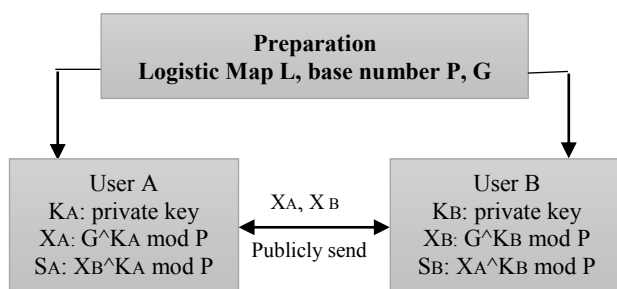 Preparation
Logistic Map L, base number P, G
User A
KA: private key
XA: G^KA mod P
SA: XB^KA mod P
XA, X B
Publicly send
User B
KB: private key
XB: G^KB mod P
SB: XA^KB mod P